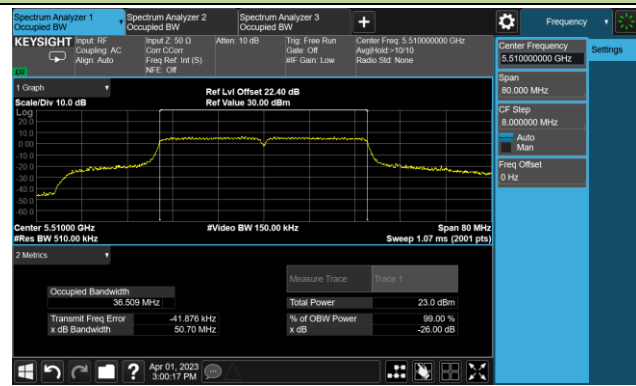 Spectrum Analyzer 1
Occupied BW
Spectrum Analyzer 2
Occupied BW
Spectrum Analyzer 3
Occupied BW
+
Frequency
KEYSIGHT
Input: RF
Coupling: AC
Align: Auto
Input Z: 50 Ω
Corr CCorr
Freq Ref: Int (S)
NFE: Off
Atten: 10 dB
Trig: Free Run
Gate: Off
#IF Gain: Low
Center Freq: 5.510000000 GHz
Avg|Hold:>10/10
Radio Std: None
Center Frequency
5.510000000 GHz
Settings
Span
80.000 MHz
CF Step
8.000000 MHz
Auto
Man
Freq Offset
0 Hz
1 Graph
Scale/Div 10.0 dB
Ref Lvl Offset 22.40 dB
Ref Value 30.00 dBm
Log
20.0
10.0
0.00
-10.0
-20.0
-30.0
-40.0
-50.0
-60.0
Center 5.51000 GHz
#Res BW 510.00 kHz
#Video BW 150.00 kHz
Span 80 MHz
Sweep 1.07 ms (2001 pts)
2 Metrics
Measure Trace
Trace 1
Occupied Bandwidth
36.509 MHz
Total Power
23.0 dBm
Transmit Freq Error
-41.876 kHz
% of OBW Power
99.00 %
x dB Bandwidth
50.70 MHz
x dB
-26.00 dB
?
Apr 01, 2023
3:00:17 PM